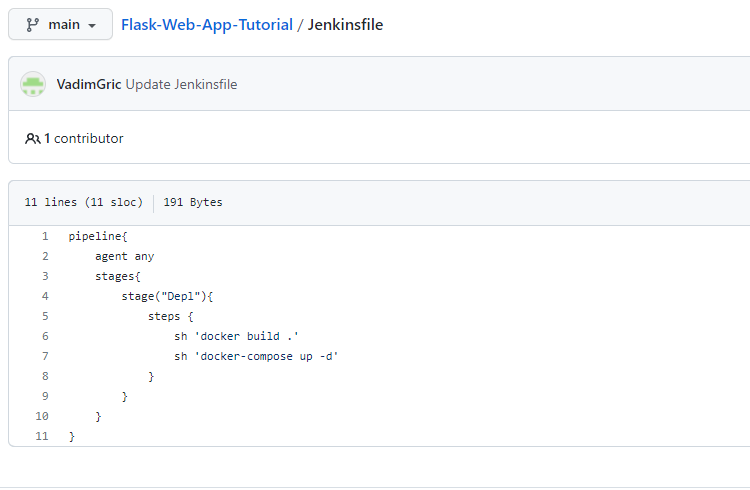 main Flask-Web-App-Tutorial / Jenkinsfile
VadimGric Update Jenkinsfile
1 contributor
11 lines (11 sloc) 191 Bytes
1 pipeline{
2     agent any
3     stages{
4         stage("Depl"){
5             steps {
6                 sh 'docker build .'
7                 sh 'docker-compose up -d'
8             }
9         }
10     }
11 }